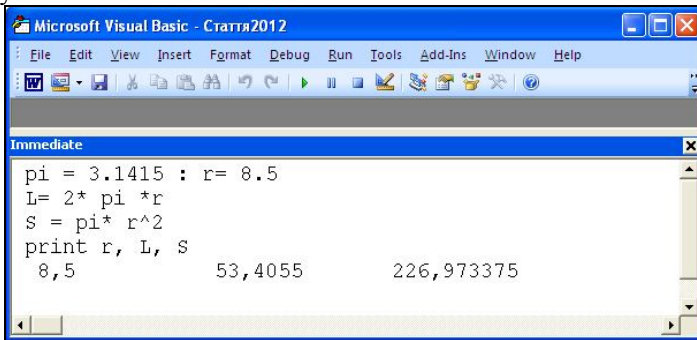 Microsoft Visual Basic - Стаття2012
File Edit View Insert Format Debug Run Tools Add-Ins Window Help
Immediate
pi = 3.1415 : r= 8.5
L= 2* pi *r
S = pi* r^2
print r, L, S
8,5 53,4055 226,973375